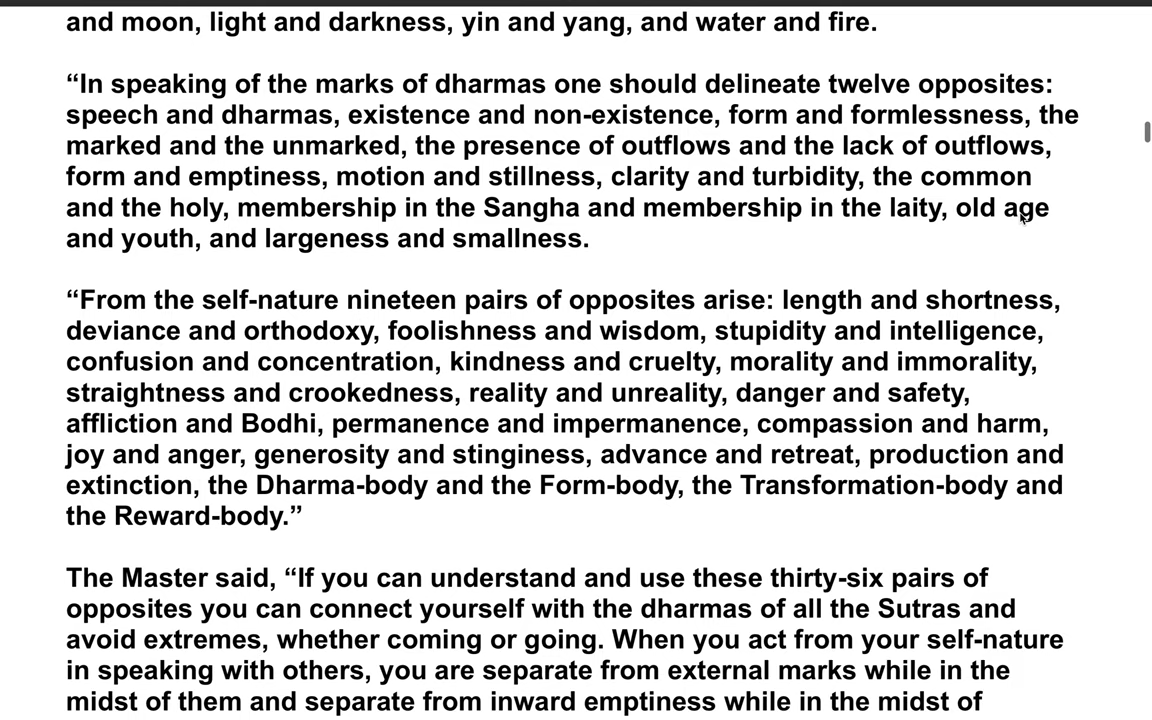 and moon, light and darkness, yin and yang, and water and fire.
“In speaking of the marks of dharmas one should delineate twelve opposites:
speech and dharmas, existence and non-existence, form and formlessness, the
marked and the unmarked, the presence of outflows and the lack of outflows,
form and emptiness, motion and stillness, clarity and turbidity, the common
and the holy, membership in the Sangha and membership in the laity, old age
and youth, and largeness and smallness.
“From the self-nature nineteen pairs of opposites arise: length and shortness,
deviance and orthodoxy, foolishness and wisdom, stupidity and intelligence,
confusion and concentration, kindness and cruelty, morality and immorality,
straightness and crookedness, reality and unreality, danger and safety,
affliction and Bodhi, permanence and impermanence, compassion and harm,
joy and anger, generosity and stinginess, advance and retreat, production and
extinction, the Dharma-body and the Form-body, the Transformation-body and
the Reward-body.”
The Master said, “If you can understand and use these thirty-six pairs of
opposites you can connect yourself with the dharmas of all the Sutras and
avoid extremes, whether coming or going. When you act from your self-nature
in speaking with others, you are separate from external marks while in the
midst of them and separate from inward emptiness while in the midst of